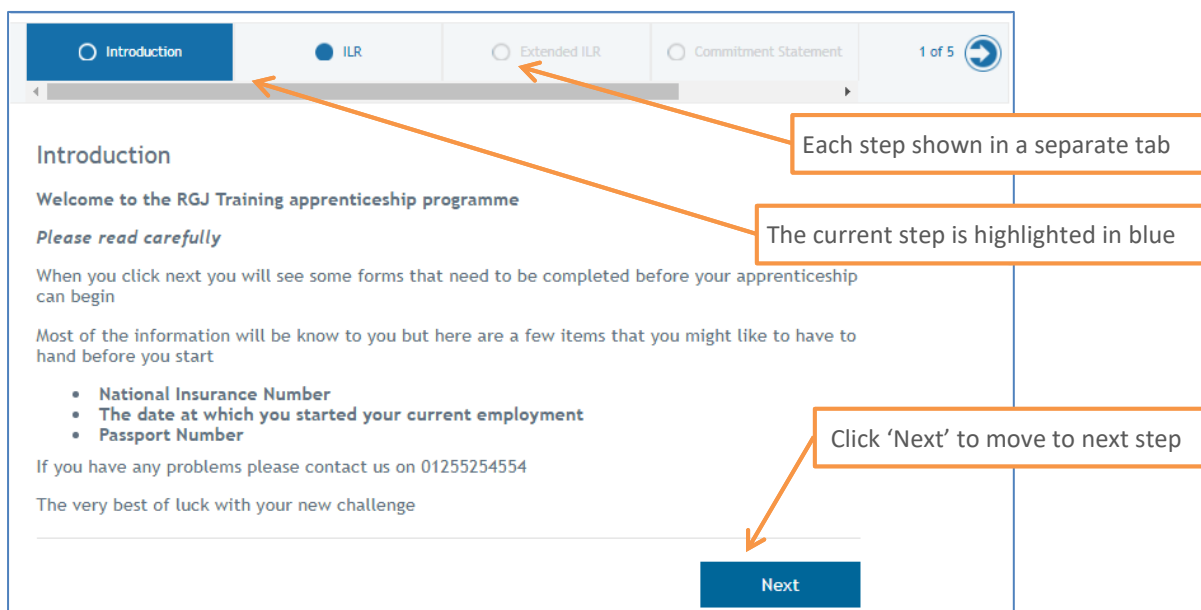 Introduction
ILR
Extended ILR
Commitment Statement
1 of 5
Each step shown in a separate tab
Introduction
Welcome to the RGJ Training apprenticeship programme
The current step is highlighted in blue
Please read carefully
When you click next you will see some forms that need to be completed before your apprenticeship
can begin
Most of the information will be know to you but here are a few items that you might like to have to
hand before you start
• National Insurance Number
• The date at which you started your current employment
• Passport Number
Click ‘Next’ to move to next step
If you have any problems please contact us on 01255254554
The very best of luck with your new challenge
Next